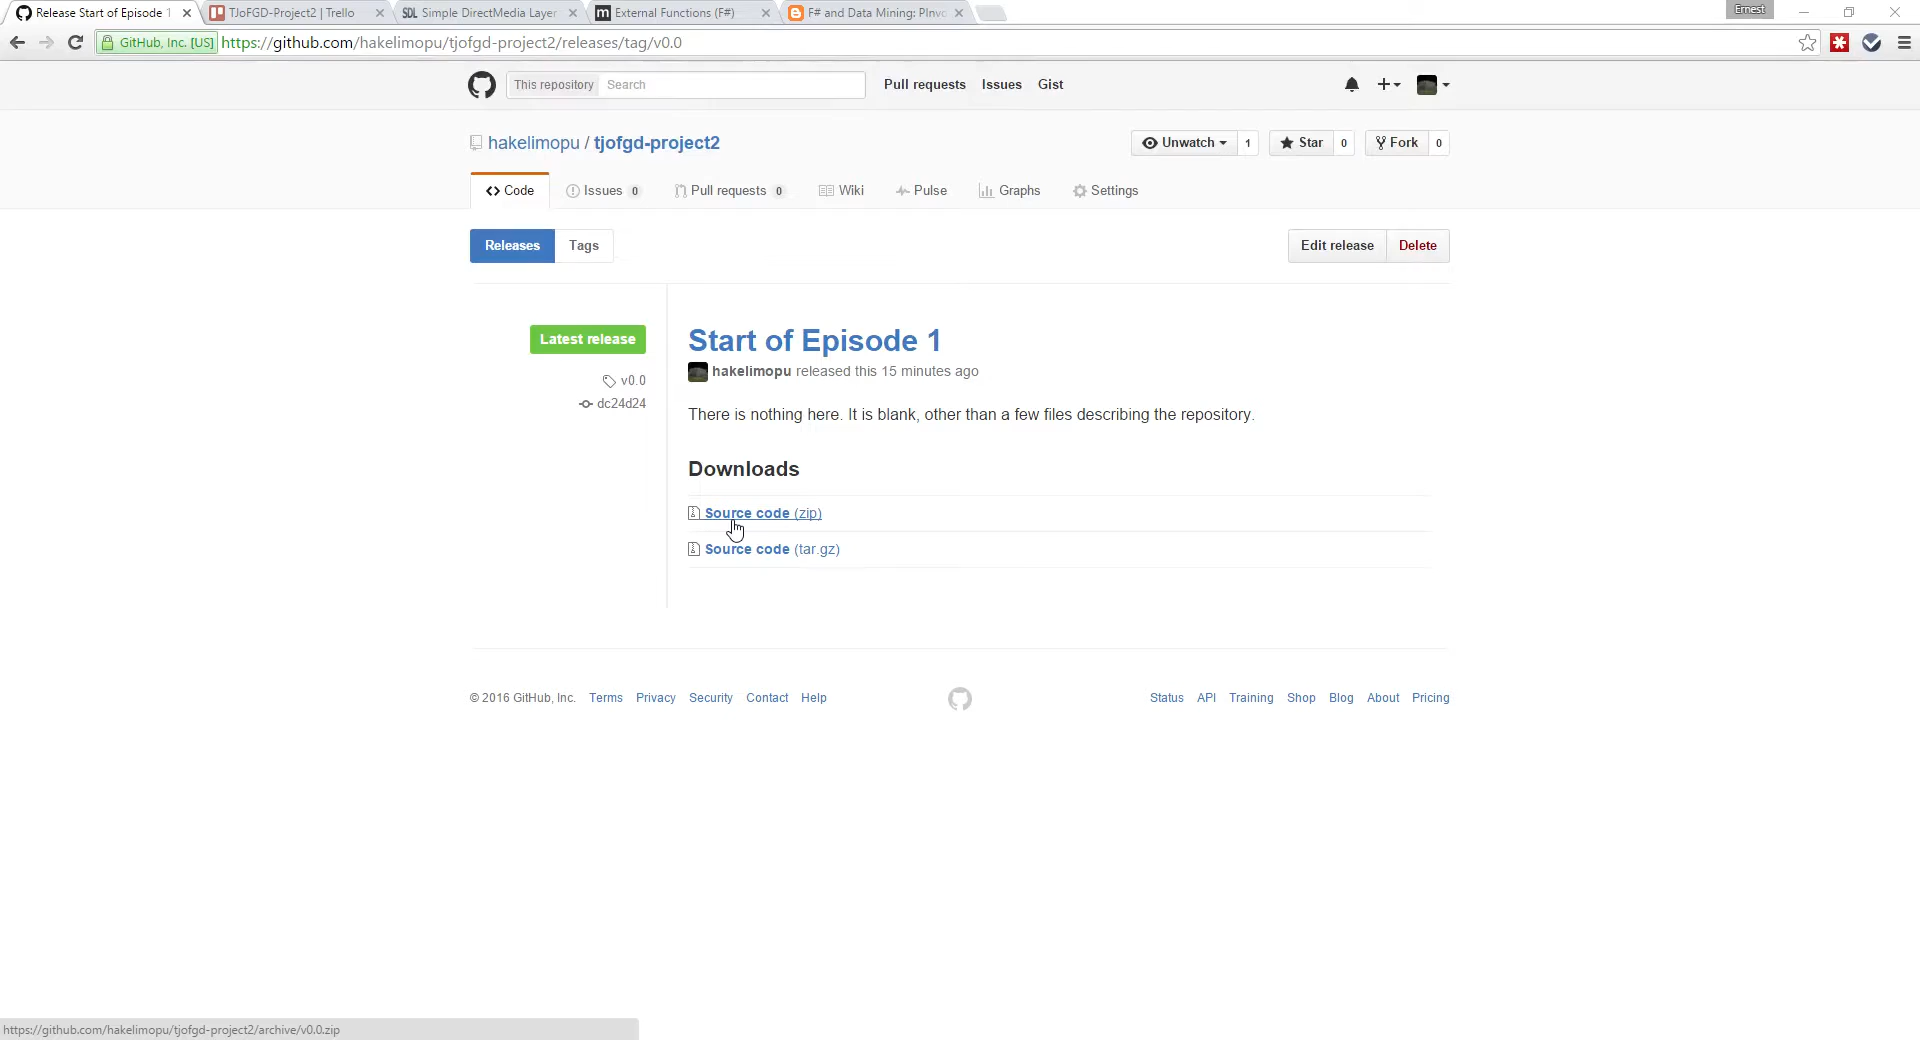 Release Start of Episode 1
TJoFGD-Project2 | Trello
SDL Simple DirectMedia Layer
m External Functions (F#)
F# and Data Mining: PInvo
Ernest
GitHub, Inc. [US] https://github.com/hakelimopu/tjofgd-project2/releases/tag/v0.0
This repository Search Pull requests Issues Gist
hakelimopu / tjofgd-project2 Unwatch 1 Star 0 Fork 0
Code Issues 0 Pull requests 0 Wiki Pulse Graphs Settings
Releases Tags Edit release Delete
Latest release
v0.0
dc24d24
Start of Episode 1
hakelimopu released this 15 minutes ago
There is nothing here. It is blank, other than a few files describing the repository.
Downloads
Source code (zip)
Source code (tar.gz)
© 2016 GitHub, Inc. Terms Privacy Security Contact Help Status API Training Shop Blog About Pricing
https://github.com/hakelimopu/tjofgd-project2/archive/v0.0.zip